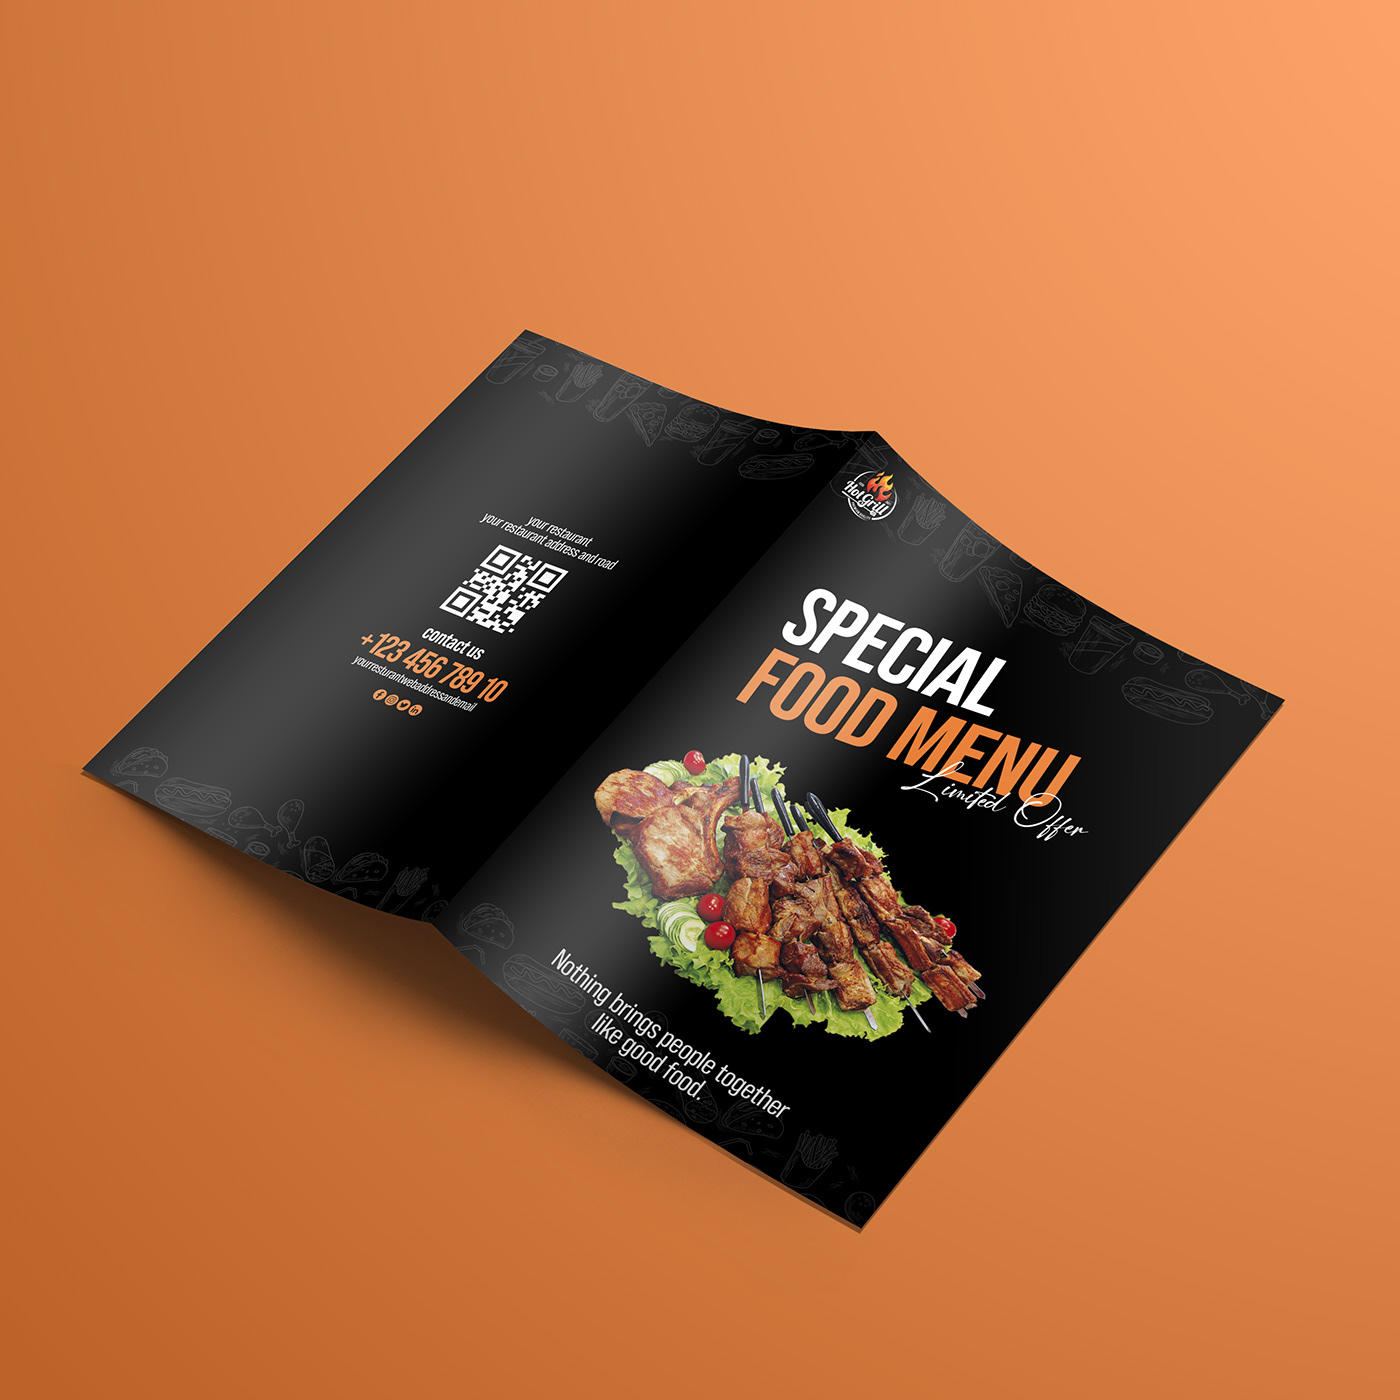 your restaurant
your restaurant address and road
contact us
+123 456 789 10
yourresturantwebaddressandemail
Hot Grill
SPECIAL
FOOD MENU
Limited Offer
Nothing brings people together
like good food.